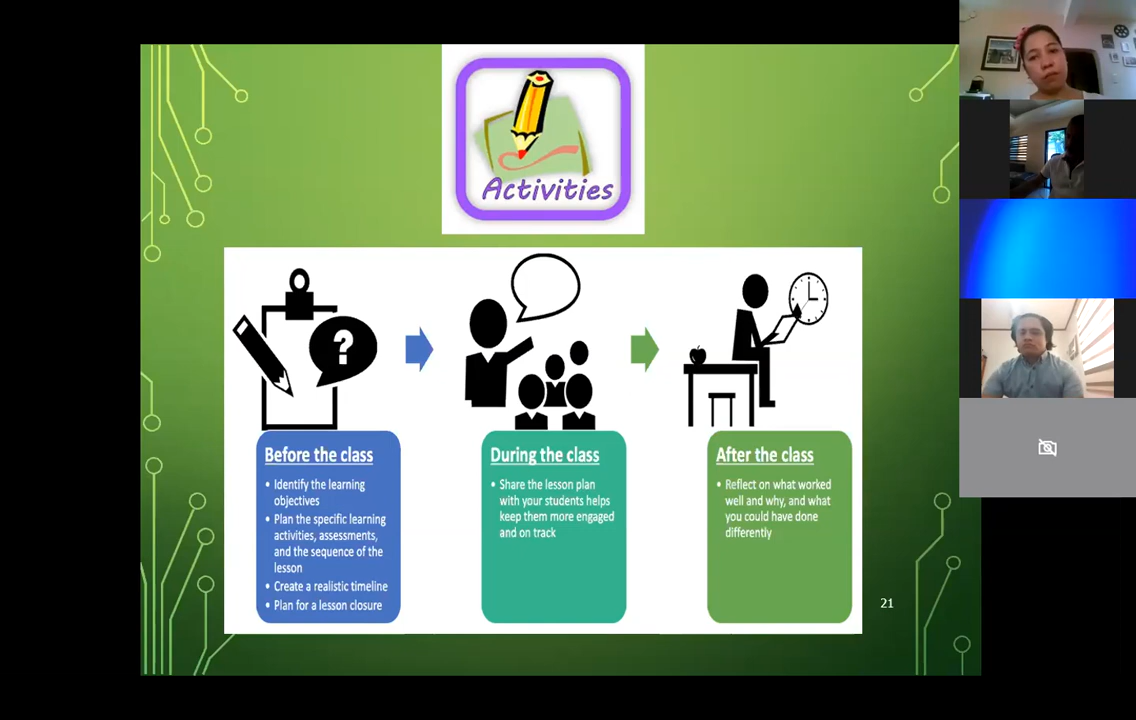 Activities
?
Before the class
• Identify the learning
objectives
• Plan the specific learning
activities, assessments,
and the sequence of the
lesson
• Create a realistic timeline
• Plan for a lesson closure
During the class
• Share the lesson plan
with your students helps
keep them more engaged
and on track
After the class
• Reflect on what worked
well and why, and what
you could have done
differently
21